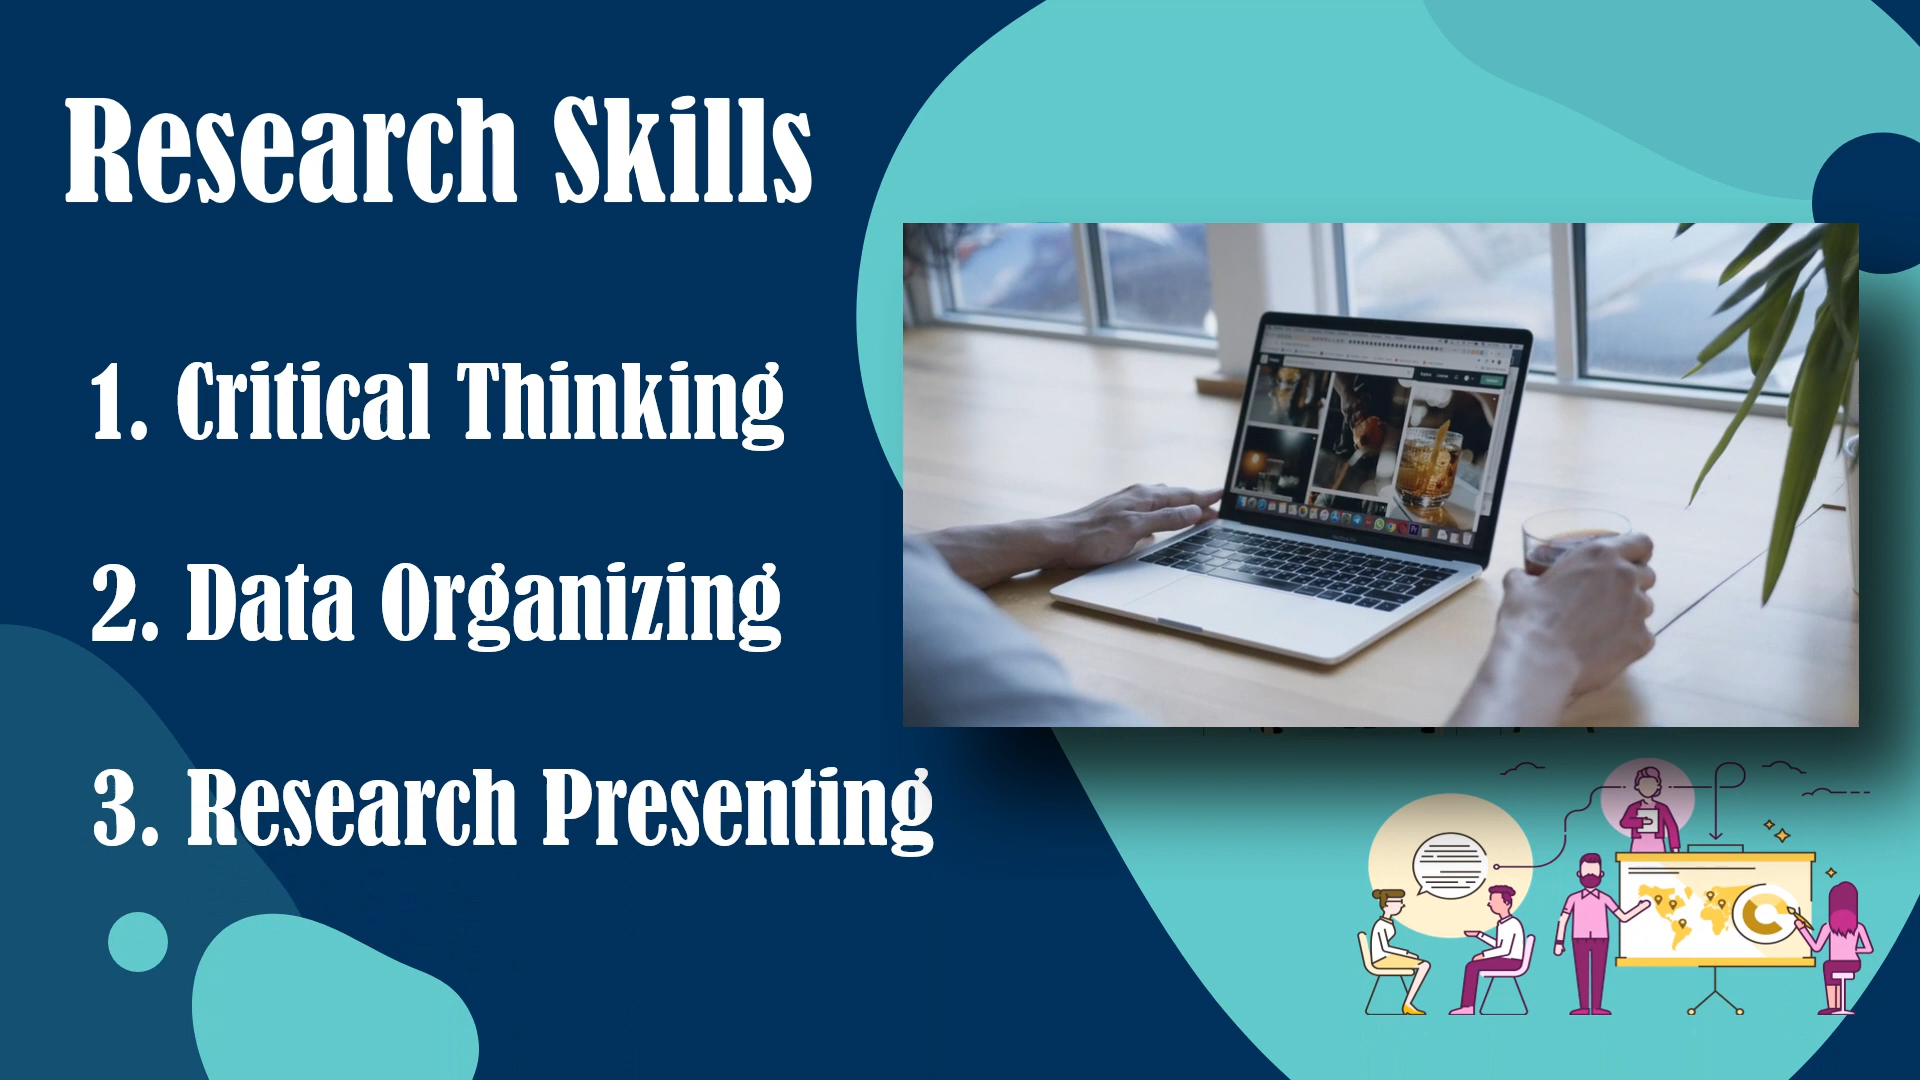 Research Skills
1. Critical Thinking
2. Data Organizing
3. Research Presenting